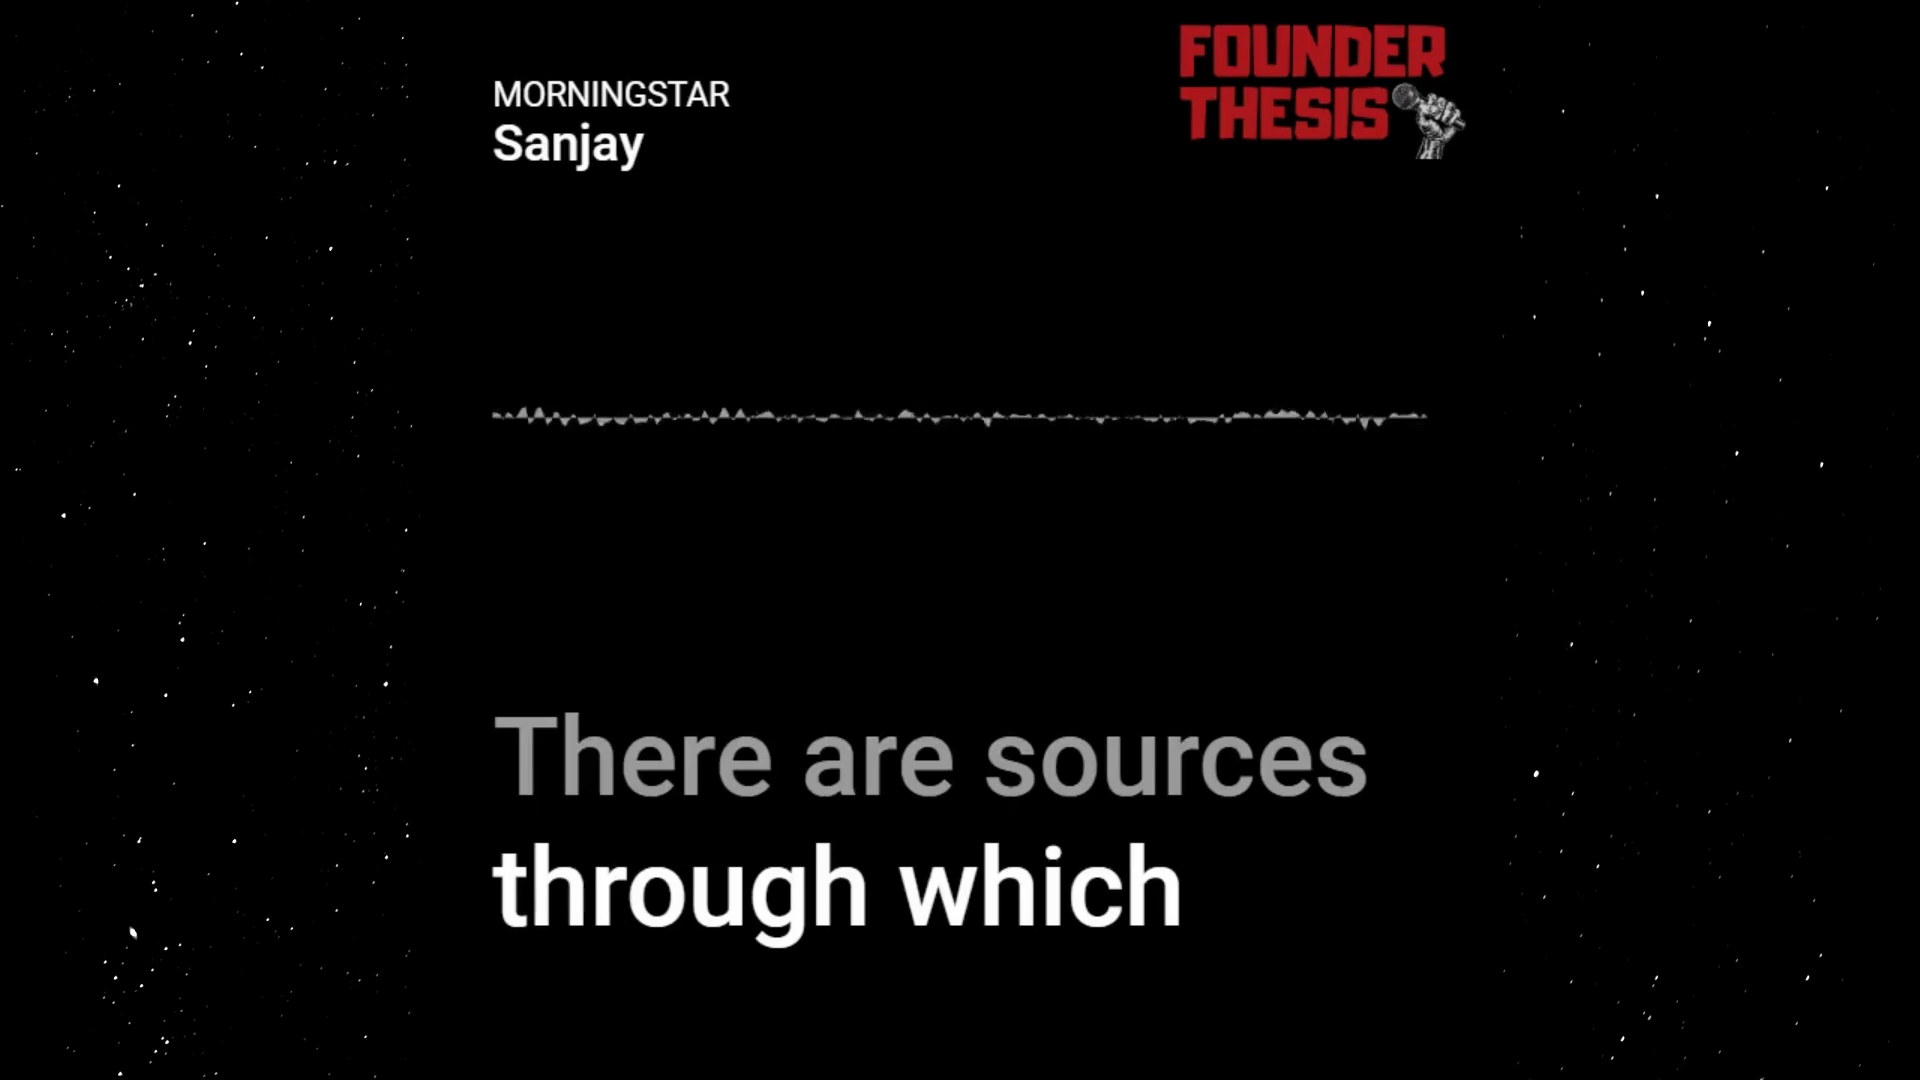 MORNINGSTAR
Sanjay
FOUNDER
THESIS
There are sources
through which